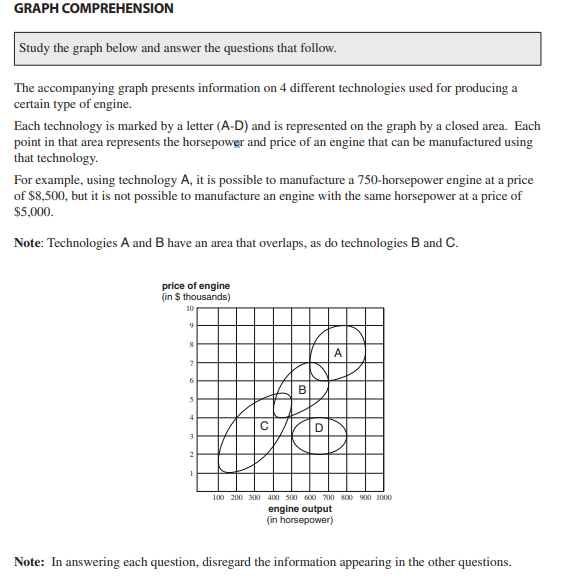 GRAPH COMPREHENSION
Study the graph below and answer the questions that follow.
The accompanying graph presents information on 4 different technologies used for producing a
certain type of engine.
Each technology is marked by a letter (A-D) and is represented on the graph by a closed area. Each
point in that area represents the horsepower and price of an engine that can be manufactured using
that technology.
For example, using technology A, it is possible to manufacture a 750-horsepower engine at a price
of $8,500, but it is not possible to manufacture an engine with the same horsepower at a price of
$5,000.
Note: Technologies A and B have an area that overlaps, as do technologies B and C.
price of engine
(in $ thousands)
10
9
8
A
7
6
B
5
4
C
D
3
2
1
100 200 300 400 500 600 700 800 900 1000
engine output
(in horsepower)
Note: In answering each question, disregard the information appearing in the other questions.